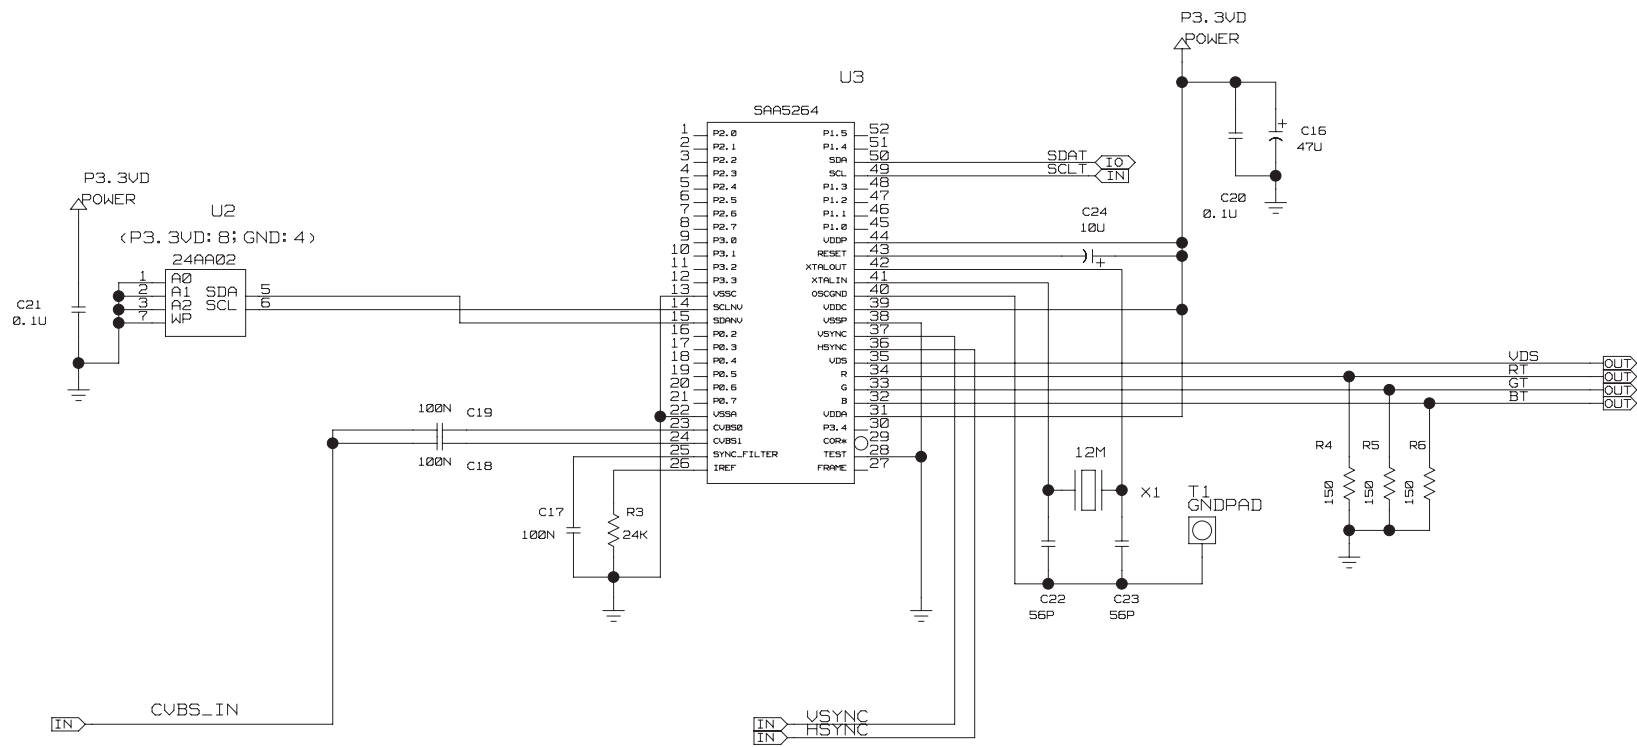 P3.3VD
POWER
U3
SAA5264
C16
47U
C20
0.1U
1 P2.0 P1.5 52
2 P2.1 P1.4 51
3 P2.2 SDA 50 SDAT IO
4 P2.3 SCL 49 SCLT IN
5 P2.4 P1.3 48
6 P2.5 P1.2 47
7 P2.6 P1.1 46
8 P2.7 P1.0 45
9 P3.0 VDDP 44
10 P3.1 RESET 43
11 P3.2 XTALOUT 42
12 P3.3 XTALIN 41
13 VSSC OSCGND 40
14 SCLNV VDDC 39
15 SDANV VSSP 38
16 P0.2 VSYNC 37
17 P0.3 HSYNC 36
18 P0.4 VDS 35 VDS OUT
19 P0.5 R 34 RT OUT
20 P0.6 G 33 GT OUT
21 P0.7 B 32 BT OUT
22 VSSA VDDA 31
23 CVBS0 P3.4 30
24 CVBS1 COR* 29
25 SYNC_FILTER TEST 28
26 IREF FRAME 27
C24
10U
+
+
P3.3VD
POWER
U2
(P3.3VD:8;GND:4)
24AA02
1 A0
2 A1 SDA 5
3 A2 SCL 6
7 WP
C21
0.1U
100N C19
100N C18
C17
100N
R3
24K
12M
X1
T1
GNDPAD
R4 R5 R6
150 150 150
C22 C23
56P 56P
IN CVBS_IN
IN VSYNC
IN HSYNC